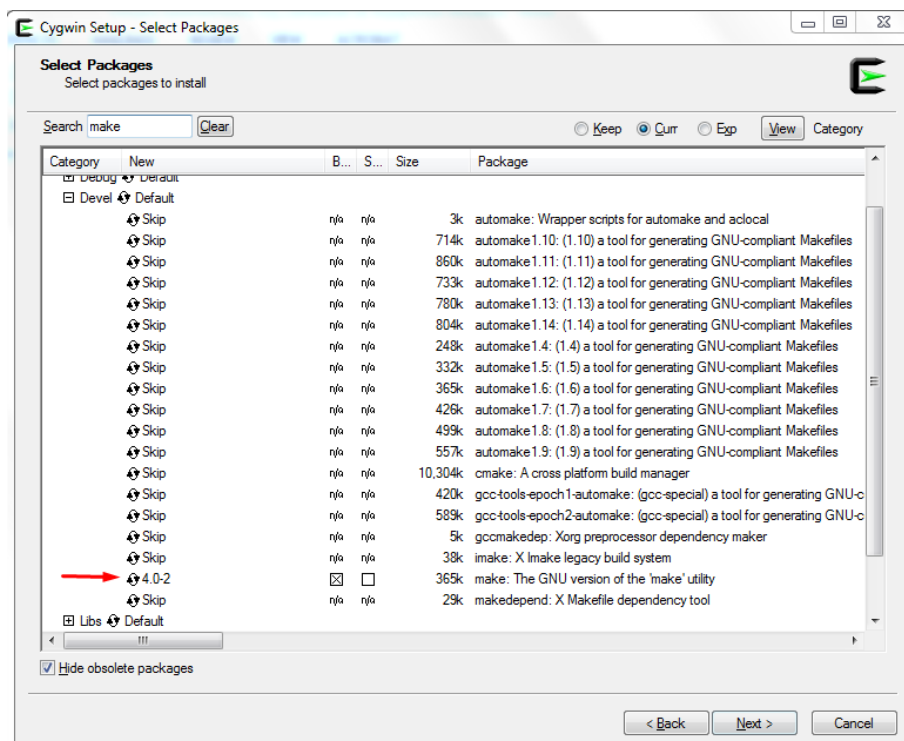 Cygwin Setup - Select Packages
Select Packages
Select packages to install
Search make Clear Keep Curr Exp View Category
Category New B... S... Size Package
Debug Default
Devel Default
Skip n/a n/a 3k automake: Wrapper scripts for automake and aclocal
Skip n/a n/a 714k automake1.10: (1.10) a tool for generating GNU-compliant Makefiles
Skip n/a n/a 860k automake1.11: (1.11) a tool for generating GNU-compliant Makefiles
Skip n/a n/a 733k automake1.12: (1.12) a tool for generating GNU-compliant Makefiles
Skip n/a n/a 780k automake1.13: (1.13) a tool for generating GNU-compliant Makefiles
Skip n/a n/a 804k automake1.14: (1.14) a tool for generating GNU-compliant Makefiles
Skip n/a n/a 248k automake1.4: (1.4) a tool for generating GNU-compliant Makefiles
Skip n/a n/a 332k automake1.5: (1.5) a tool for generating GNU-compliant Makefiles
Skip n/a n/a 365k automake1.6: (1.6) a tool for generating GNU-compliant Makefiles
Skip n/a n/a 426k automake1.7: (1.7) a tool for generating GNU-compliant Makefiles
Skip n/a n/a 499k automake1.8: (1.8) a tool for generating GNU-compliant Makefiles
Skip n/a n/a 557k automake1.9: (1.9) a tool for generating GNU-compliant Makefiles
Skip n/a n/a 10,304k cmake: A cross platform build manager
Skip n/a n/a 420k gcc-tools-epoch1-automake: (gcc-special) a tool for generating GNU-c
Skip n/a n/a 589k gcc-tools-epoch2-automake: (gcc-special) a tool for generating GNU-c
Skip n/a n/a 5k gccmakedep: Xorg preprocessor dependency maker
Skip n/a n/a 38k imake: X Imake legacy build system
4.0-2 365k make: The GNU version of the 'make' utility
Skip n/a n/a 29k makedepend: X Makefile dependency tool
Libs Default
Hide obsolete packages
< Back Next > Cancel